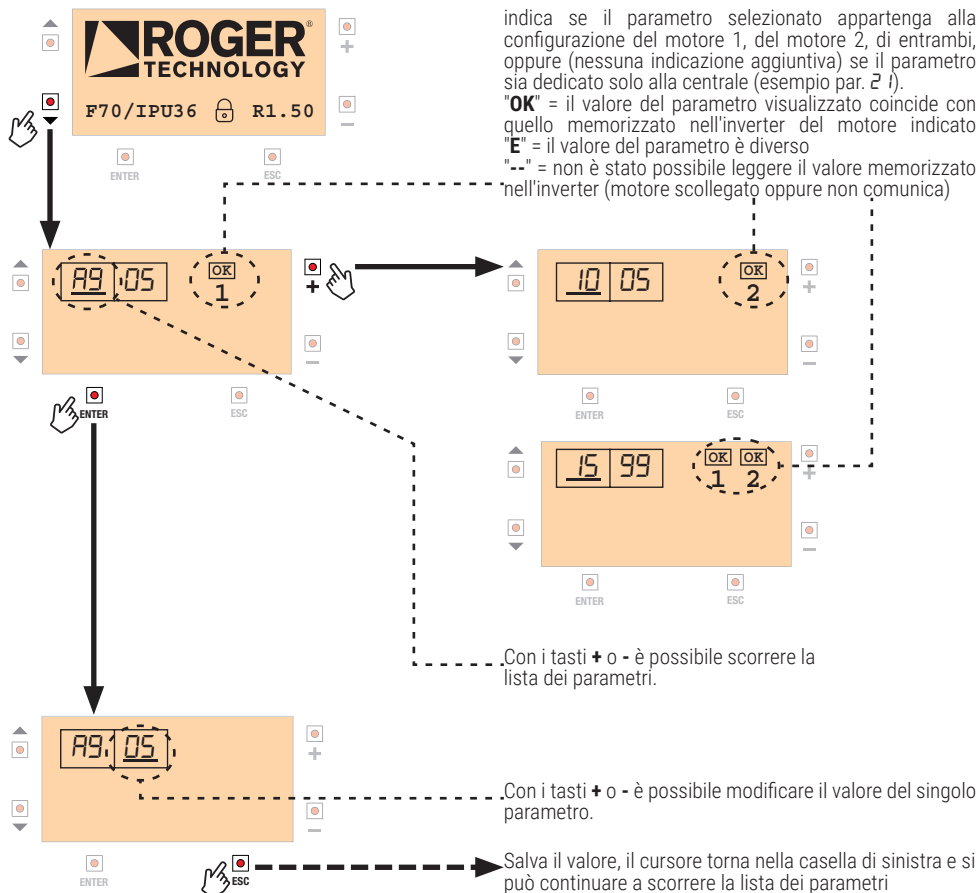 indica se il parametro selezionato appartenga alla
configurazione del motore 1, del motore 2, di entrambi,
oppure (nessuna indicazione aggiuntiva) se il parametro
sia dedicato solo alla centrale (esempio par. 21).
"OK" = il valore del parametro visualizzato coincide con
quello memorizzato nell'inverter del motore indicato
"E" = il valore del parametro è diverso
"--" = non è stato possibile leggere il valore memorizzato
nell'inverter (motore scollegato oppure non comunica)
ROGER®
TECHNOLOGY
F70/IPU36 R1.50
+
-
ENTER ESC
A9 05 OK
1
+
-
ENTER ESC
10 05 OK
2
+
-
ENTER ESC
15 99 OK OK
1 2
+
-
ENTER ESC
Con i tasti + o - è possibile scorrere la
lista dei parametri.
A9 05
+
-
ENTER ESC
Con i tasti + o - è possibile modificare il valore del singolo
parametro.
Salva il valore, il cursore torna nella casella di sinistra e si
può continuare a scorrere la lista dei parametri